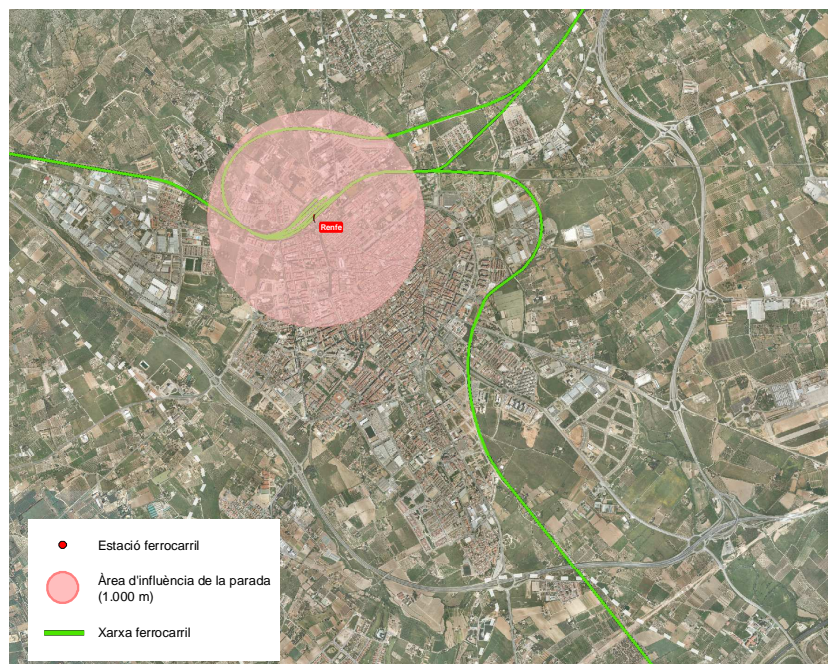 Renfe
Estació ferrocarril
Àrea d'influència de la parada
(1.000 m)
Xarxa ferrocarril